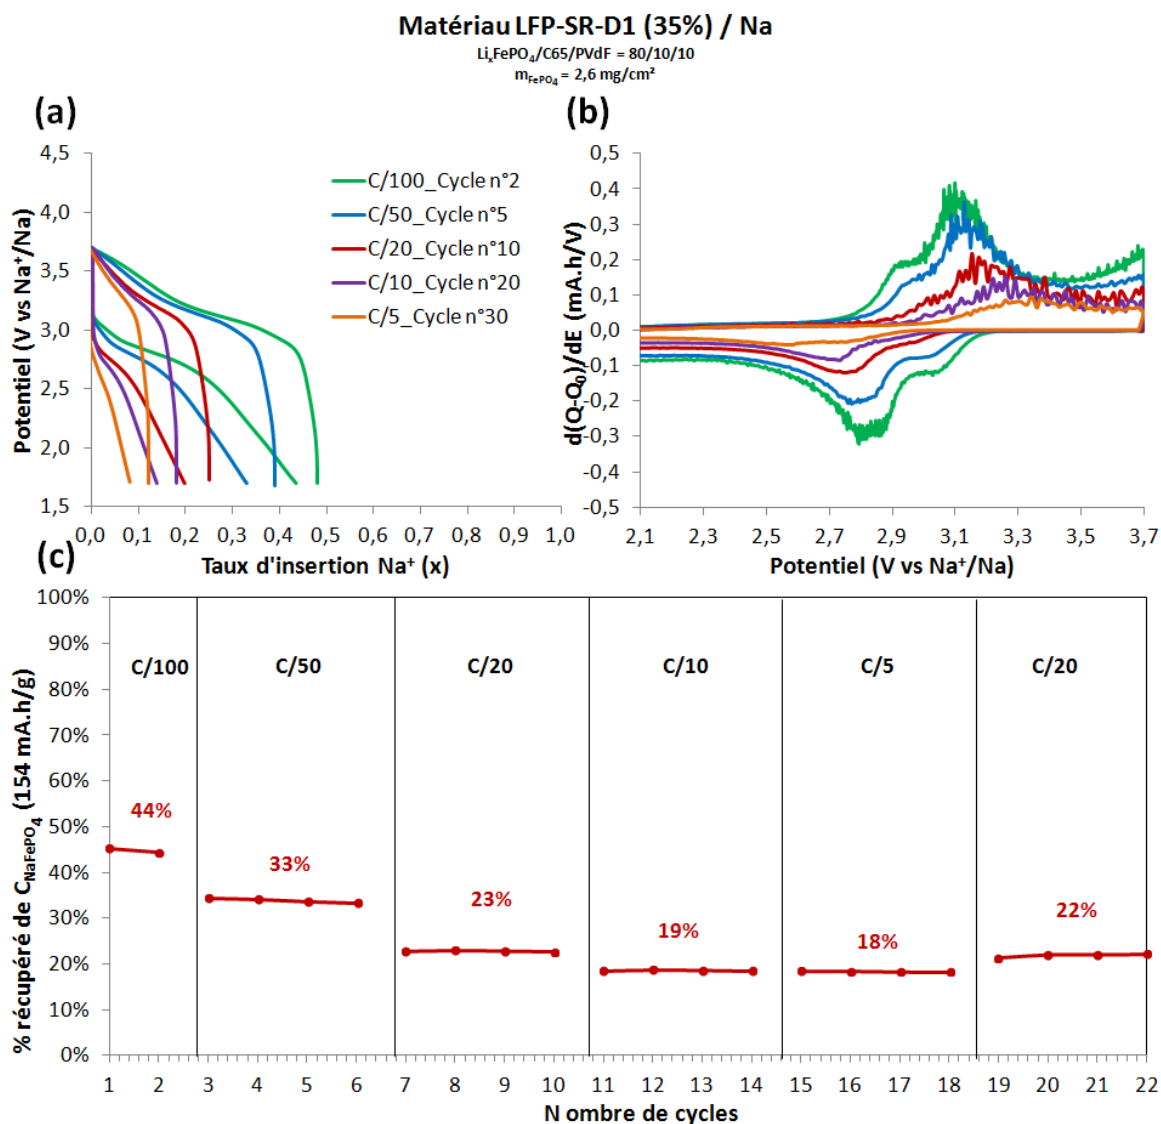 Matériau LFP-SR-D1 (35%) / Na
LiₓFePO₄/C65/PVdF = 80/10/10
m_FePO₄ = 2,6 mg/cm²
(a)
Potentiel (V vs Na⁺/Na)
4,5
4,0
3,5
3,0
2,5
2,0
1,5
C/100_Cycle n°2
C/50_Cycle n°5
C/20_Cycle n°10
C/10_Cycle n°20
C/5_Cycle n°30
0,0 0,1 0,2 0,3 0,4 0,5 0,6 0,7 0,8 0,9 1,0
Taux d'insertion Na⁺ (x)
(b)
d(Q-Q₀)/dE (mA.h/V)
0,5
0,4
0,3
0,2
0,1
0,0
-0,1
-0,2
-0,3
-0,4
-0,5
2,1 2,3 2,5 2,7 2,9 3,1 3,3 3,5 3,7
Potentiel (V vs Na⁺/Na)
(c)
% récupéré de C_NaFePO₄ (154 mA.h/g)
100%
90%
80%
70%
60%
50%
40%
30%
20%
10%
0%
C/100 C/50 C/20 C/10 C/5 C/20
44% 33% 23% 19% 18% 22%
1 2 3 4 5 6 7 8 9 10 11 12 13 14 15 16 17 18 19 20 21 22
N ombre de cycles